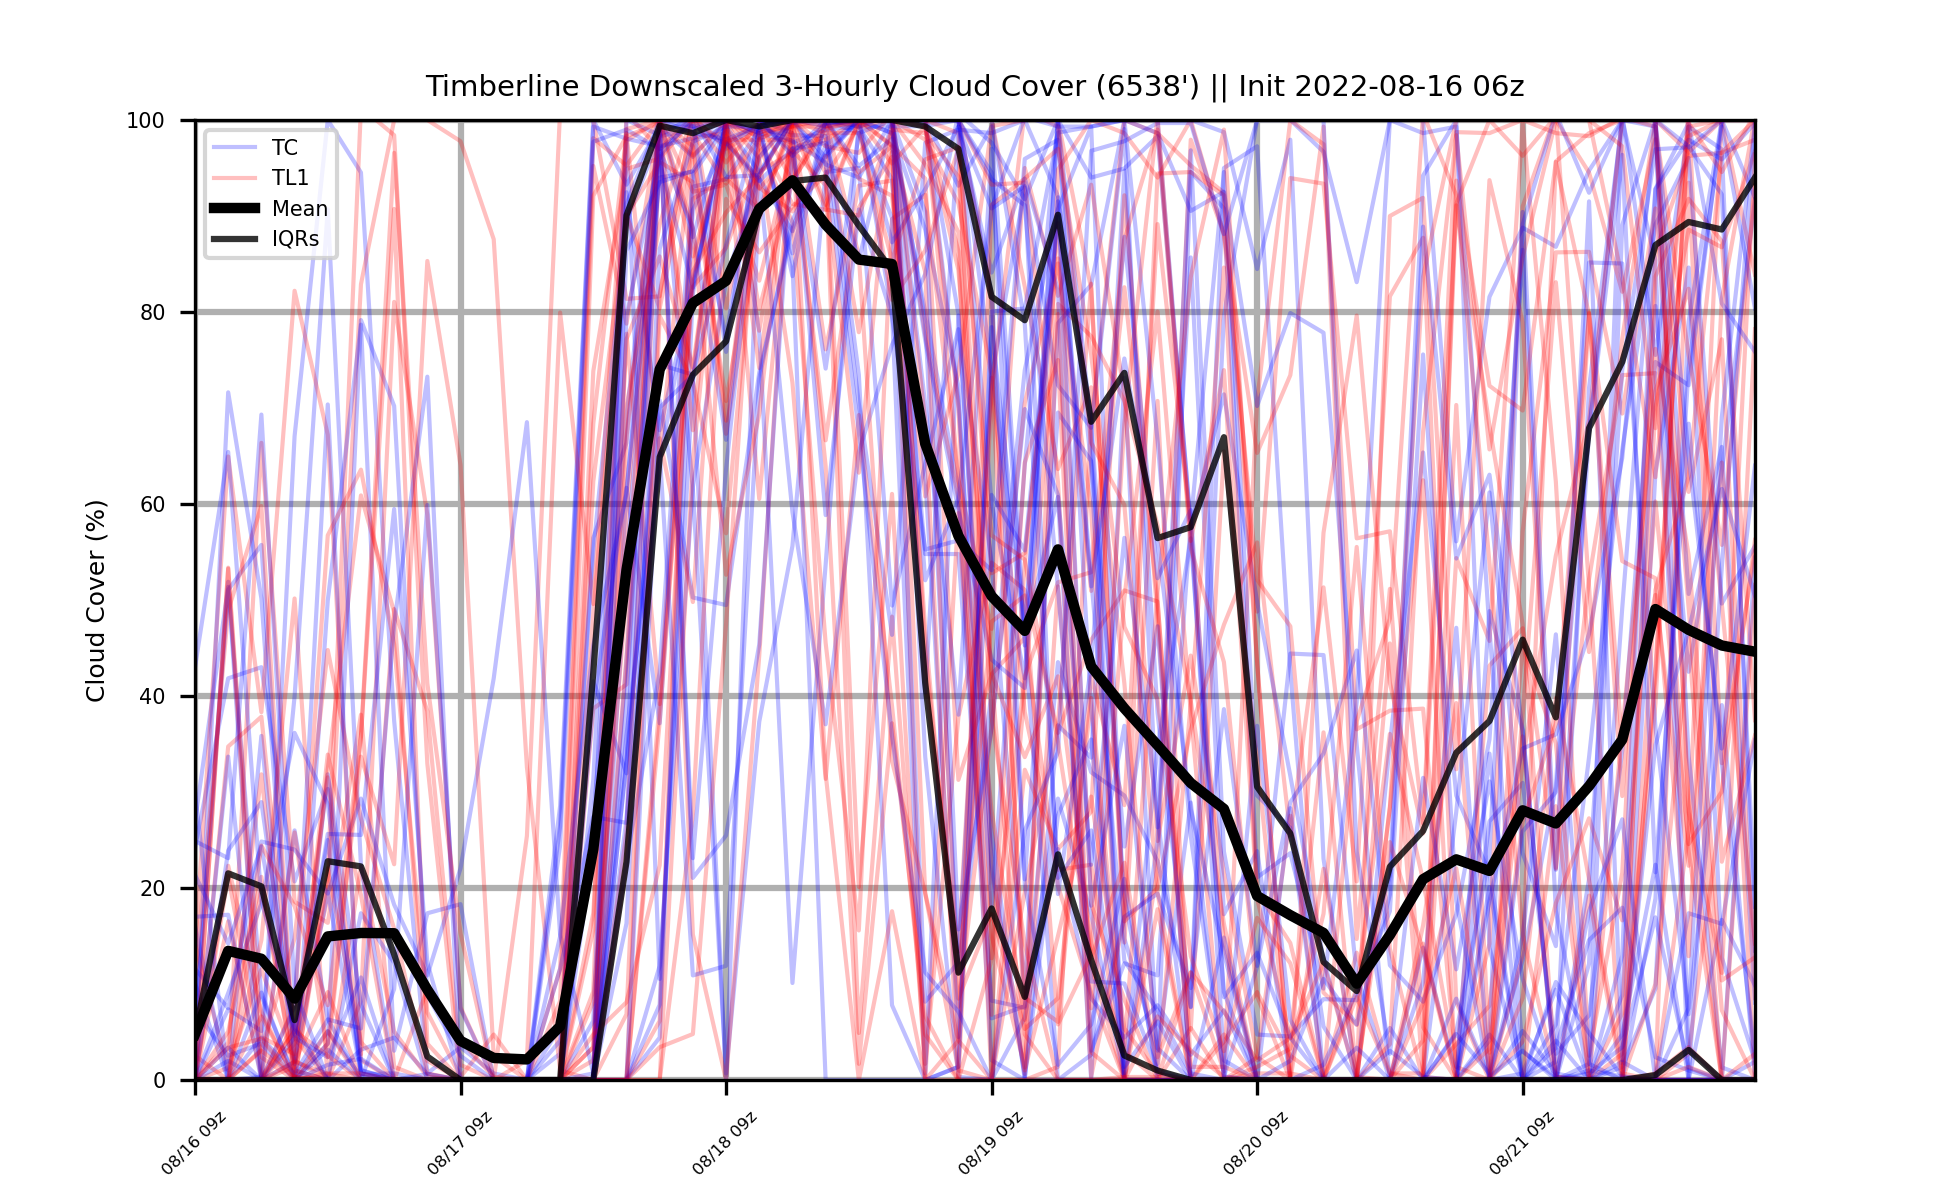 Timberline Downscaled 3-Hourly Cloud Cover (6538') || Init 2022-08-16 06z
TC
TL1
Mean
IQRs
Cloud Cover (%)
100
80
60
40
20
0
08/16 09z
08/17 09z
08/18 09z
08/19 09z
08/20 09z
08/21 09z